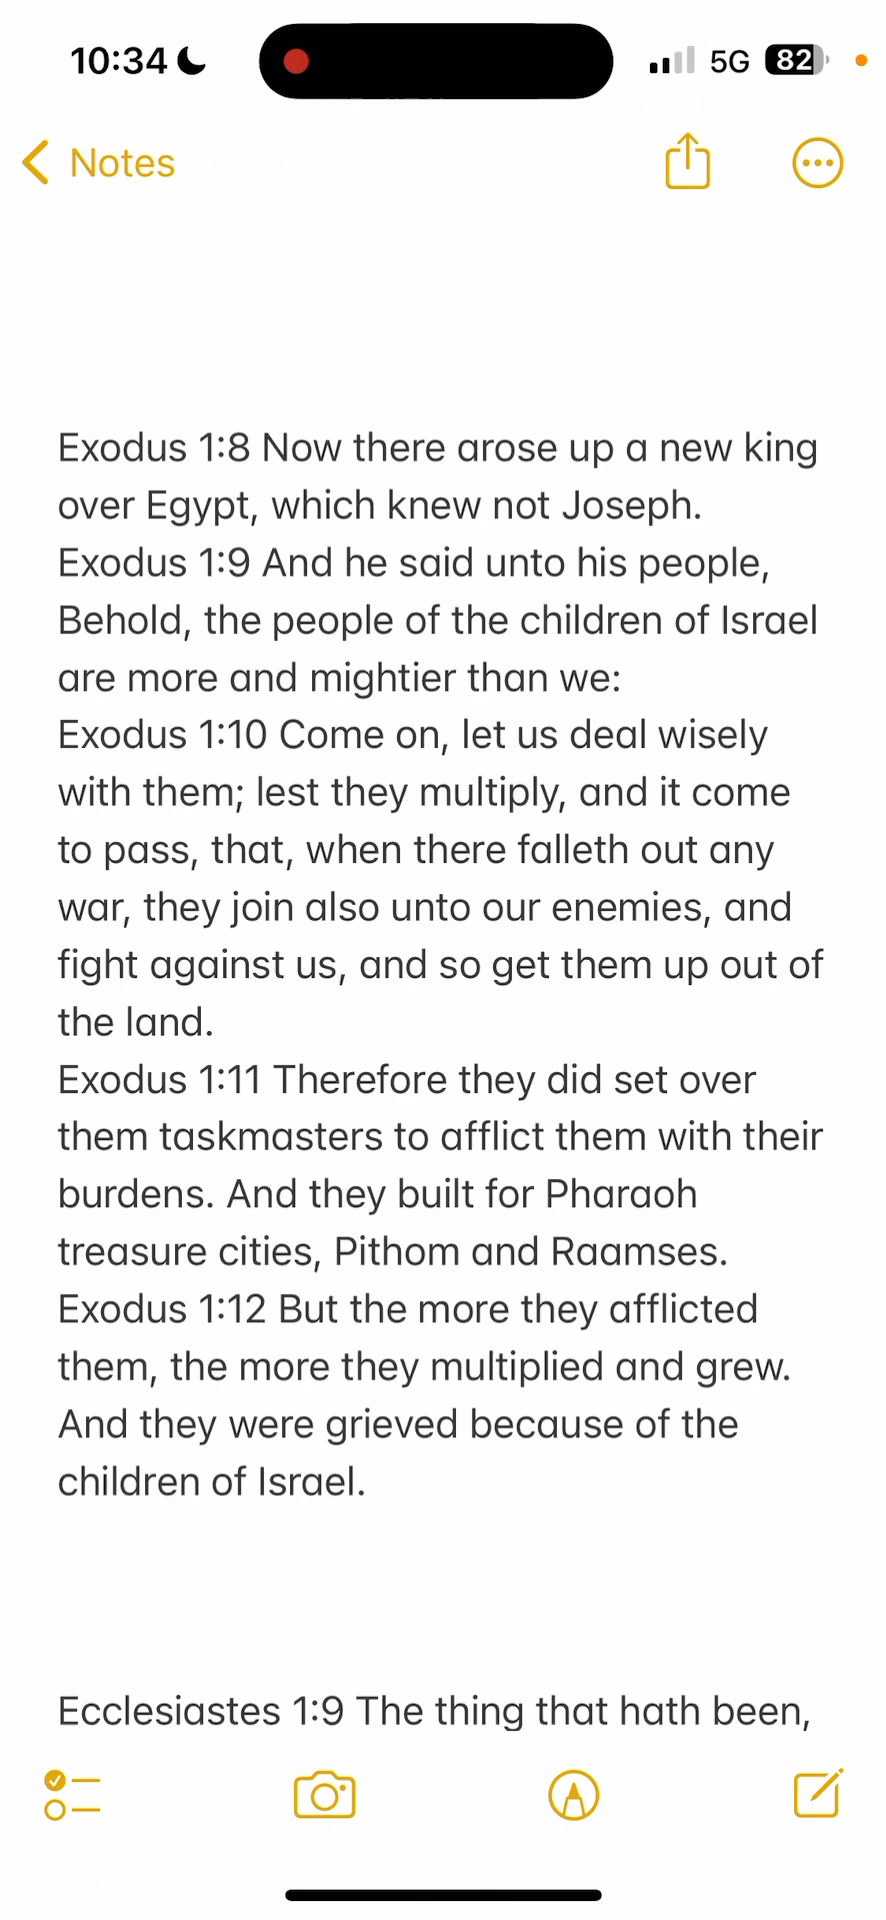 10:34
5G
82
Notes
Exodus 1:8 Now there arose up a new king
over Egypt, which knew not Joseph.
Exodus 1:9 And he said unto his people,
Behold, the people of the children of Israel
are more and mightier than we:
Exodus 1:10 Come on, let us deal wisely
with them; lest they multiply, and it come
to pass, that, when there falleth out any
war, they join also unto our enemies, and
fight against us, and so get them up out of
the land.
Exodus 1:11 Therefore they did set over
them taskmasters to afflict them with their
burdens. And they built for Pharaoh
treasure cities, Pithom and Raamses.
Exodus 1:12 But the more they afflicted
them, the more they multiplied and grew.
And they were grieved because of the
children of Israel.
Ecclesiastes 1:9 The thing that hath been,